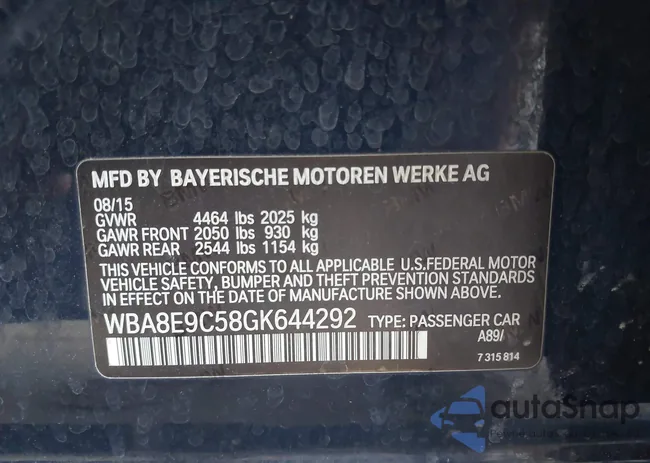 MFD BY BAYERISCHE MOTOREN WERKE AG
08/15
GVWR 4464 lbs 2025 kg
GAWR FRONT 2050 lbs 930 kg
GAWR REAR 2544 lbs 1154 kg
THIS VEHICLE CONFORMS TO ALL APPLICABLE U.S.FEDERAL MOTOR
VEHICLE SAFETY, BUMPER AND THEFT PREVENTION STANDARDS
IN EFFECT ON THE DATE OF MANUFACTURE SHOWN ABOVE.
WBA8E9C58GK644292 TYPE: PASSENGER CAR
A89/
7 315 814
autoSnap